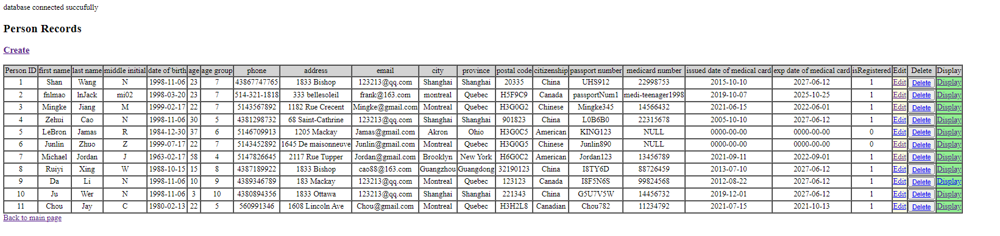 database connected succufully
Person Records
Create
Person ID first name last name middle initial date of birth age age group phone address email city province postal code citizenship passport number medicard number issued date of medical card exp date of medical card isRegistered Edit Delete Display
1 Shan Wang N 1998-11-06 23 7 43867747765 1833 Bishop 123213@qq.com Shanghai Shanghai 20335 China UHS912 22998753 2015-10-10 2027-06-12 1 Edit Delete Display
2 fnlmao lnJack mi02 1998-03-20 23 7 514-321-1818 333 bellesoleil frank@163.com montreal Quebec H5F9C9 Canada passportNum1 medi-teenager1998 2019-10-07 2025-10-25 1 Edit Delete Display
3 Mingke Jiang M 1999-02-17 22 7 5143567892 1182 Rue Crecent Mingke@gmail.com Montreal Quebec H3G0G2 Chinese Mingke345 14566432 2021-06-15 2022-06-01 1 Edit Delete Display
4 Zehui Cao N 1998-11-06 30 5 4381298732 68 Saint-Cathrine 123213@qq.com Shanghai Shanghai 901823 China L0B6B0 22315678 2005-10-10 2027-06-12 1 Edit Delete Display
5 LeBron Jamas R 1984-12-30 37 6 5146709913 1205 Mackay Jamas@gmail.com Akron Ohio H3G0C5 American KING123 NULL 0000-00-00 0000-00-00 0 Edit Delete Display
6 Junlin Zhuo Z 1999-07-17 22 7 5143452892 1645 De maisonneuve Junlin@gmail.com Montreal Quebec H3G0G5 Chinese Junlin890 NULL 0000-00-00 0000-00-00 0 Edit Delete Display
7 Michael Jordan J 1963-02-17 58 4 5147826645 2117 Rue Tupper Jordan@gmail.com Brooklyn New York H6G0C2 American Jordan123 13456789 2021-09-11 2022-09-01 1 Edit Delete Display
8 Ruiyi Xing W 1988-10-15 15 8 4387189922 1833 Bishop cao88@163.com Guangzhou Guangdong 32190123 China I8TY6D 88726459 2013-07-10 2027-06-12 1 Edit Delete Display
9 Da Li N 1998-11-06 10 9 4389346789 183 Mackay 123213@qq.com Montreal Quebec 123123 Canada I8F5N6S 99824568 2012-08-22 2027-06-12 1 Edit Delete Display
10 Ju Wer N 1998-11-06 3 10 4380894356 1833 Ottawa 123213@qq.com Shanghai Shanghai 221343 China G5U7V5W 14456732 2019-12-01 2027-06-12 1 Edit Delete Display
11 Chou Jay C 1980-02-13 22 5 560991346 1608 Lincoln Ave Chou@gmail.com Montreal Quebec H3H2L8 Canadian Chou782 11234792 2021-07-15 2021-10-13 1 Edit Delete Display
Back to main page